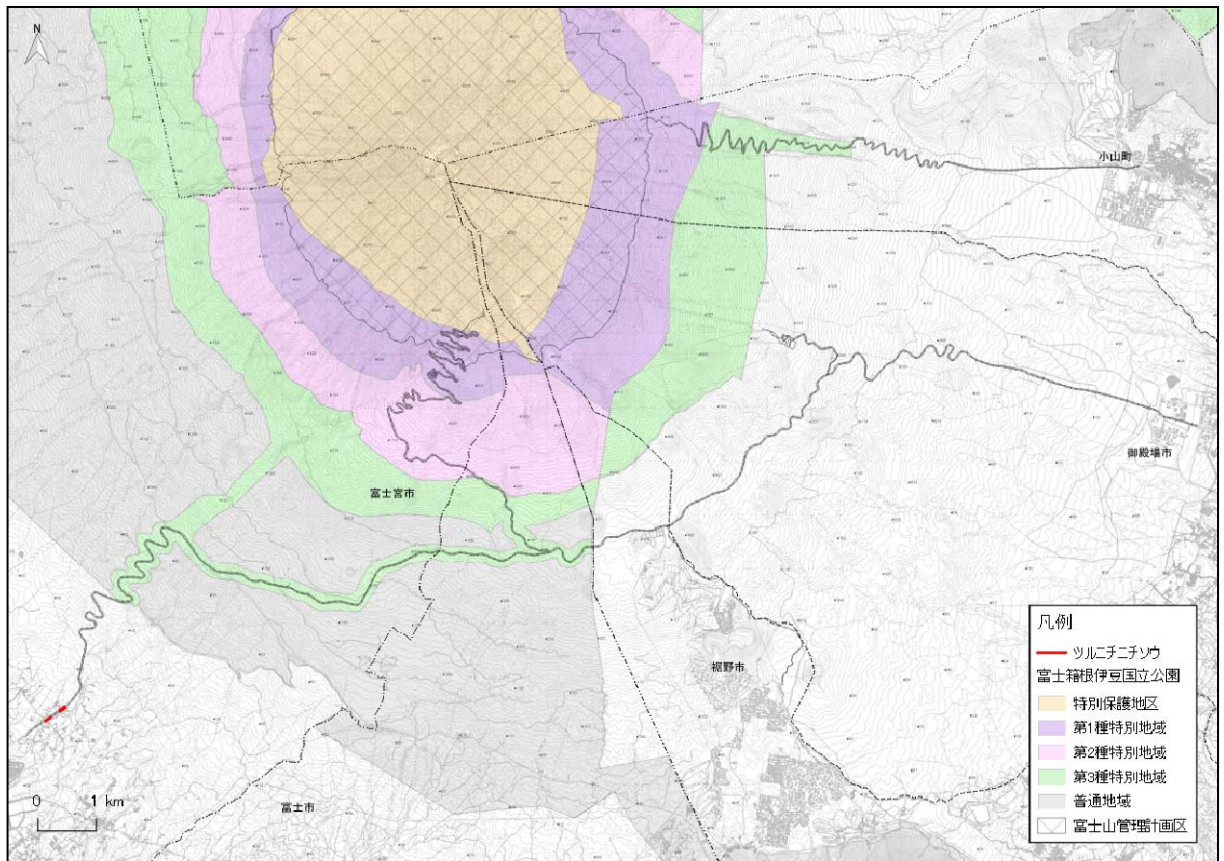 N
小山町
御殿場市
富士宮市
裾野市
富士市
0 1 km
凡例
ツルニチニチソウ
富士箱根伊豆国立公園
特別保護地区
第1種特別地域
第2種特別地域
第3種特別地域
普通地域
富士山管理計画区